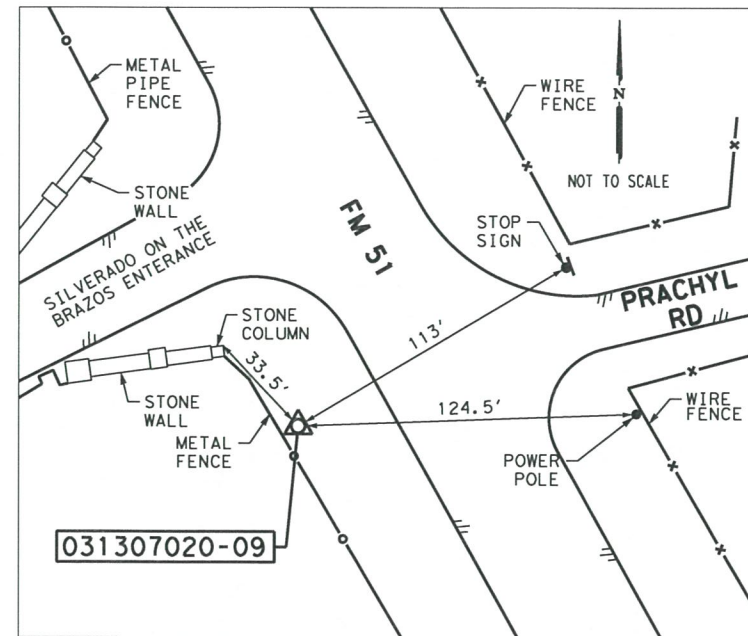 METAL
PIPE
FENCE
WIRE
FENCE
N
NOT TO SCALE
STONE
WALL
STOP
SIGN
FM 51
SILVERADO ON THE
BRAZOS ENTERANCE
PRACHYL
RD
STONE
COLUMN
113'
33.5'
124.5'
STONE
WALL
METAL
FENCE
WIRE
FENCE
POWER
POLE
031307020-09